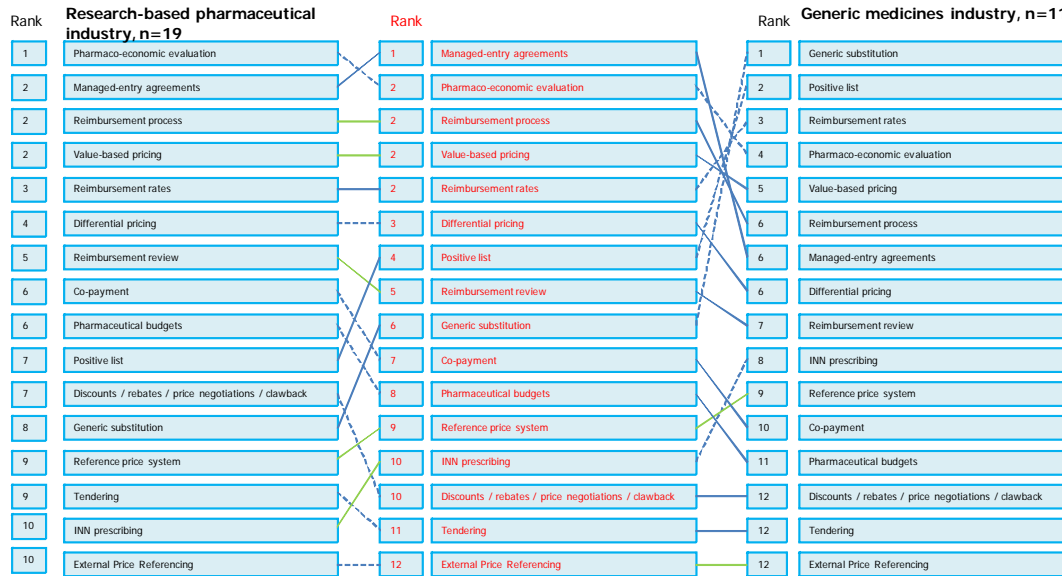 Rank
Research-based pharmaceutical
industry, n=19
Rank
Rank
Generic medicines industry, n=11
1 Pharmaco-economic evaluation 1 Managed-entry agreements 1 Generic substitution
2 Managed-entry agreements 2 Pharmaco-economic evaluation 2 Positive list
2 Reimbursement process 2 Reimbursement process 3 Reimbursement rates
2 Value-based pricing 2 Value-based pricing 4 Pharmaco-economic evaluation
3 Reimbursement rates 2 Reimbursement rates 5 Value-based pricing
4 Differential pricing 3 Differential pricing 6 Reimbursement process
5 Reimbursement review 4 Positive list 6 Managed-entry agreements
6 Co-payment 5 Reimbursement review 6 Differential pricing
6 Pharmaceutical budgets 6 Generic substitution 7 Reimbursement review
7 Positive list 7 Co-payment 8 INN prescribing
7 Discounts / rebates / price negotiations / clawback 8 Pharmaceutical budgets 9 Reference price system
8 Generic substitution 9 Reference price system 10 Co-payment
9 Reference price system 10 INN prescribing 11 Pharmaceutical budgets
9 Tendering 10 Discounts / rebates / price negotiations / clawback 12 Discounts / rebates / price negotiations / clawback
10 INN prescribing 11 Tendering 12 Tendering
10 External Price Referencing 12 External Price Referencing 12 External Price Referencing